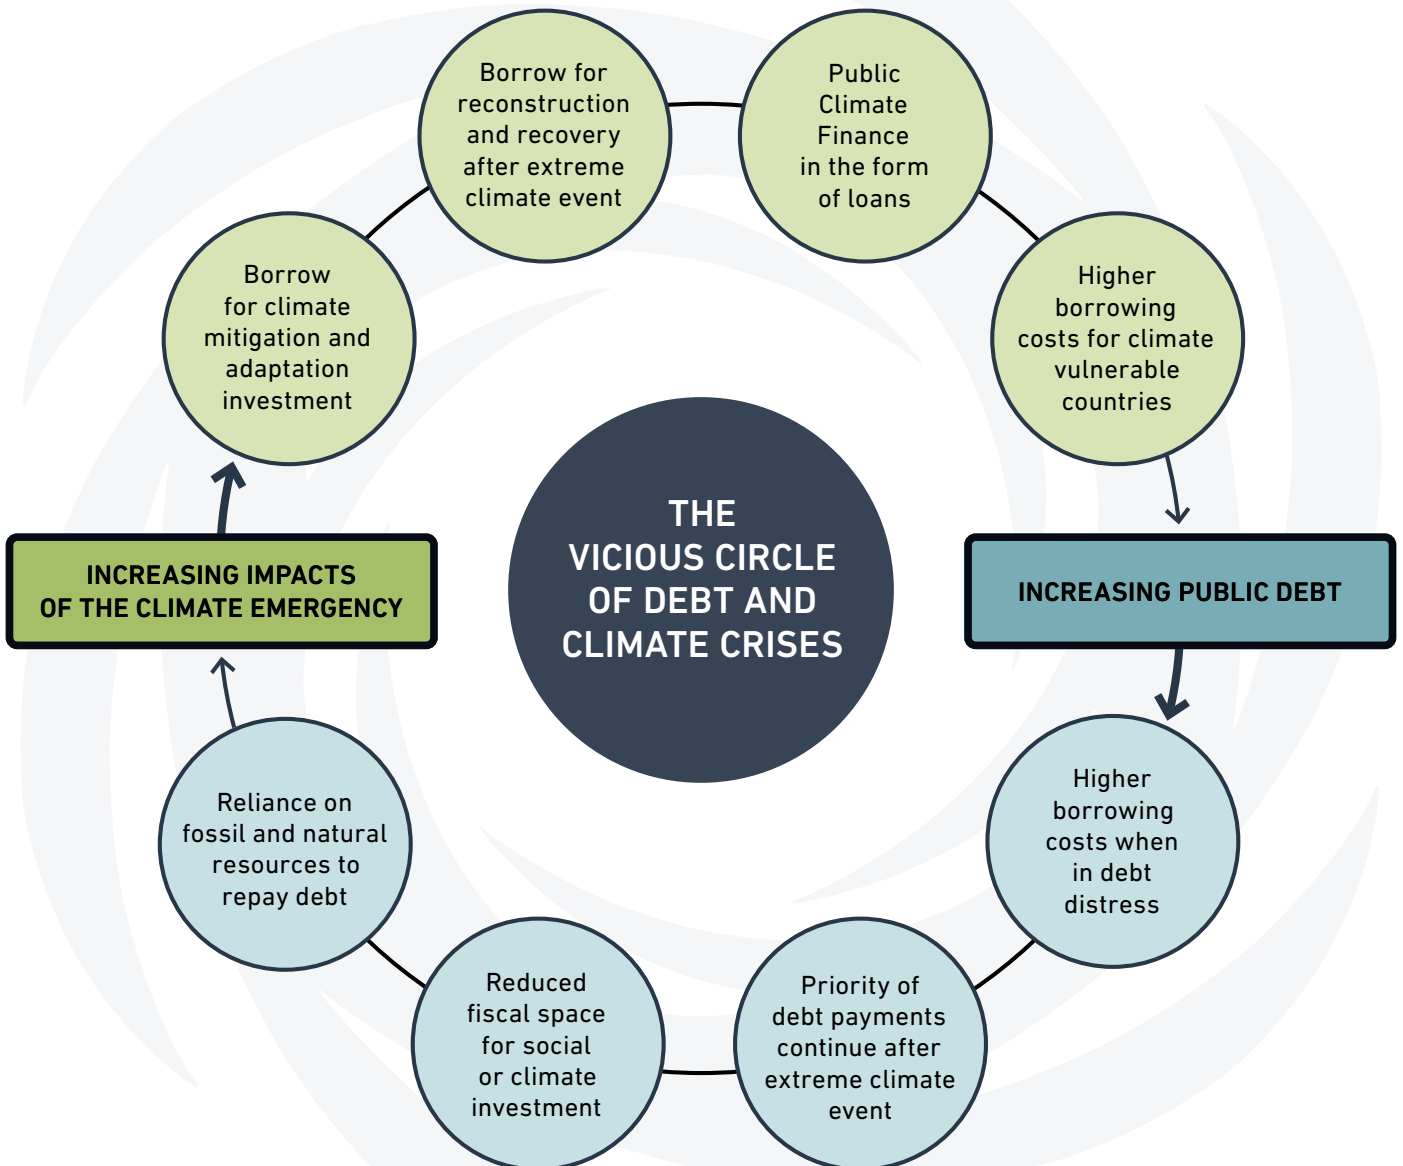 Borrow for
reconstruction
and recovery
after extreme
climate event
Public
Climate
Finance
in the form
of loans
Borrow
for climate
mitigation and
adaptation
investment
Higher
borrowing
costs for climate
vulnerable
countries
THE
VICIOUS CIRCLE
OF DEBT AND
CLIMATE CRISES
INCREASING IMPACTS
OF THE CLIMATE EMERGENCY
INCREASING PUBLIC DEBT
Reliance on
fossil and natural
resources to
repay debt
Higher
borrowing
costs when
in debt
distress
Reduced
fiscal space
for social
or climate
investment
Priority of
debt payments
continue after
extreme climate
event